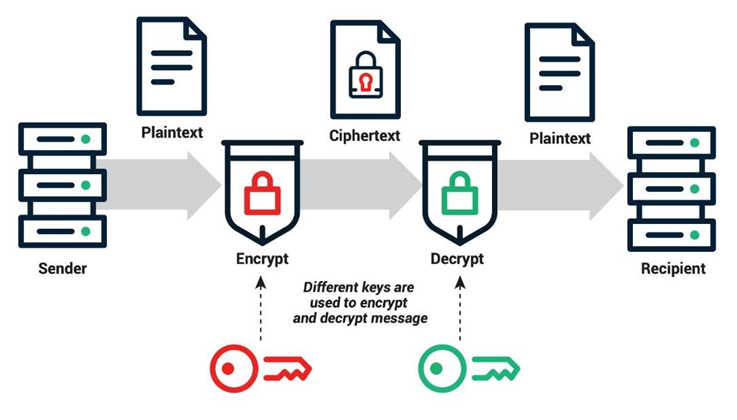 Plaintext
Ciphertext
Plaintext
Sender
Encrypt
Decrypt
Recipient
Different keys are
used to encrypt
and decrypt message